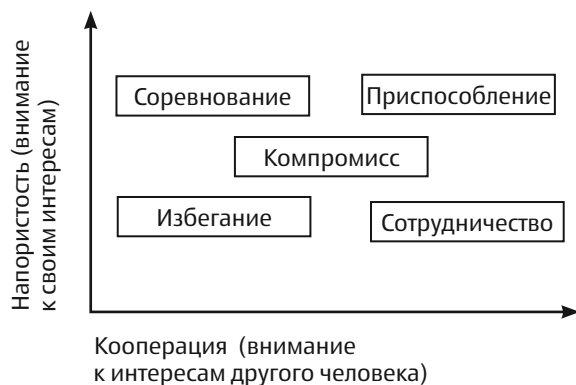 Напористость (внимание
к своим интересам)
Соревнование
Приспособление
Компромисс
Избегание
Сотрудничество
Кооперация (внимание
к интересам другого человека)